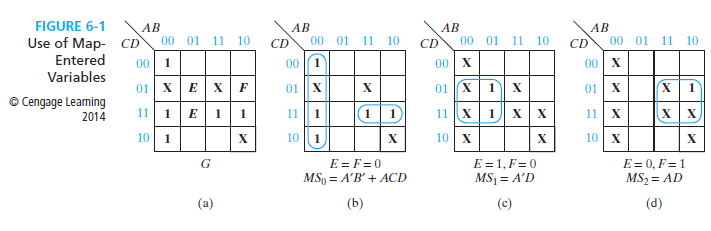 FIGURE 6-1
Use of Map-
Entered
Variables
© Cengage Learning
2014
AB
CD 00 01 11 10
00 1
01 X E X F
11 1 E 1 1
10 1 X
G
(a)
AB
CD 00 01 11 10
00 1
01 X X
11 1 1 1
10 1 X
E = F = 0
MS₀ = A′B′ + ACD
(b)
AB
CD 00 01 11 10
00 X
01 X 1 X
11 X 1 X X
10 X X
E = 1, F = 0
MS₁ = A′D
(c)
AB
CD 00 01 11 10
00 X
01 X X 1
11 X X X
10 X X
E = 0, F = 1
MS₂ = AD
(d)